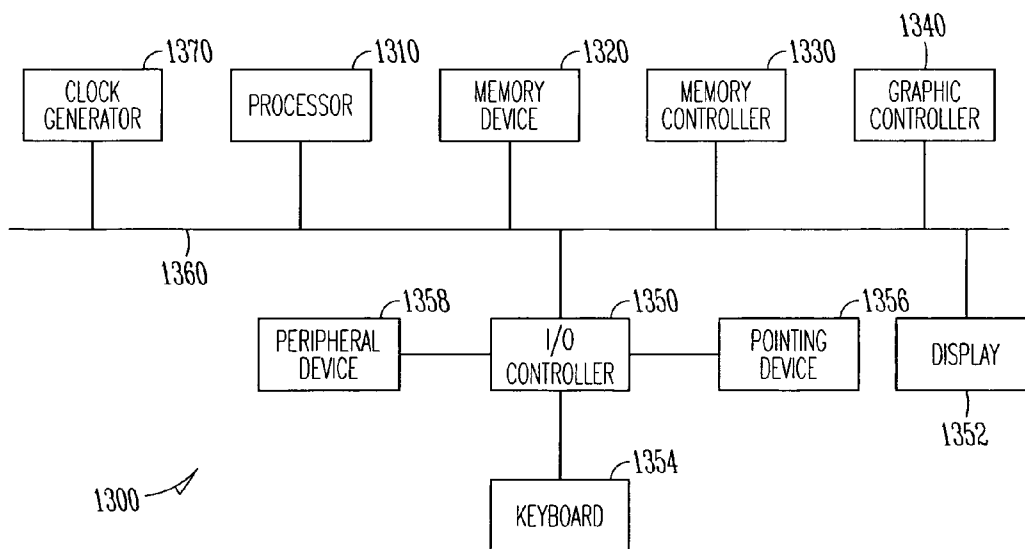 1370
1310
1320
1330
1340
CLOCK
GENERATOR
PROCESSOR
MEMORY
DEVICE
MEMORY
CONTROLLER
GRAPHIC
CONTROLLER
1360
1358
1350
1356
PERIPHERAL
DEVICE
I/O
CONTROLLER
POINTING
DEVICE
DISPLAY
1352
1354
1300
KEYBOARD